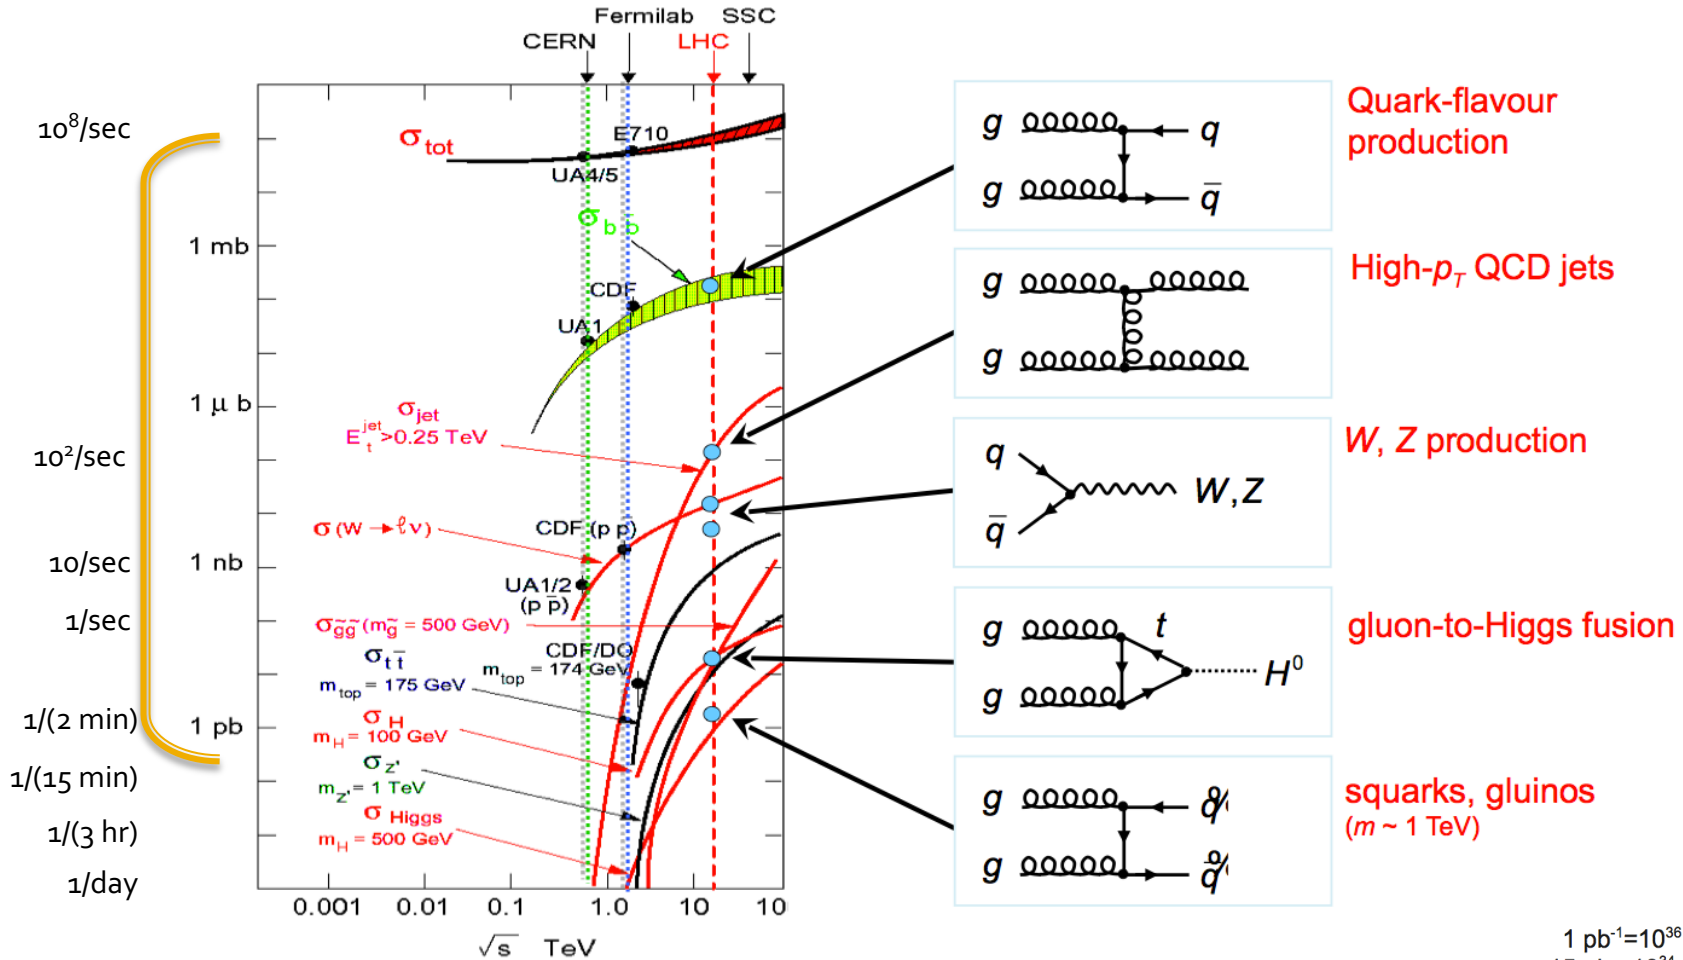 Fermilab SSC
CERN LHC
10⁸/sec
σ tot
E710
UA4/5
σ b b̄
1 mb
CDF
UA1
1 μ b
σ jet
E t jet >0.25 TeV
10²/sec
σ (W → ℓ ν)
CDF (p p̄)
1 nb
10/sec
UA1/2
(p p̄)
1/sec
σ g̃g̃ (m g̃ = 500 GeV)
CDF/D0
m top = 174 GeV
σ t t̄
m top = 175 GeV
1/(2 min)
1 pb
σ H
m H = 100 GeV
1/(15 min)
σ z'
m z' = 1 TeV
1/(3 hr)
σ Higgs
m H = 500 GeV
1/day
0.001 0.01 0.1 1.0 10 10
√s TeV
g q
g q̄
Quark-flavour
production
g
g
High-p T QCD jets
q
q̄
W,Z
W, Z production
g t
g
H⁰
gluon-to-Higgs fusion
g
g
squarks, gluinos
(m ~ 1 TeV)
1 pb⁻¹=10³⁶